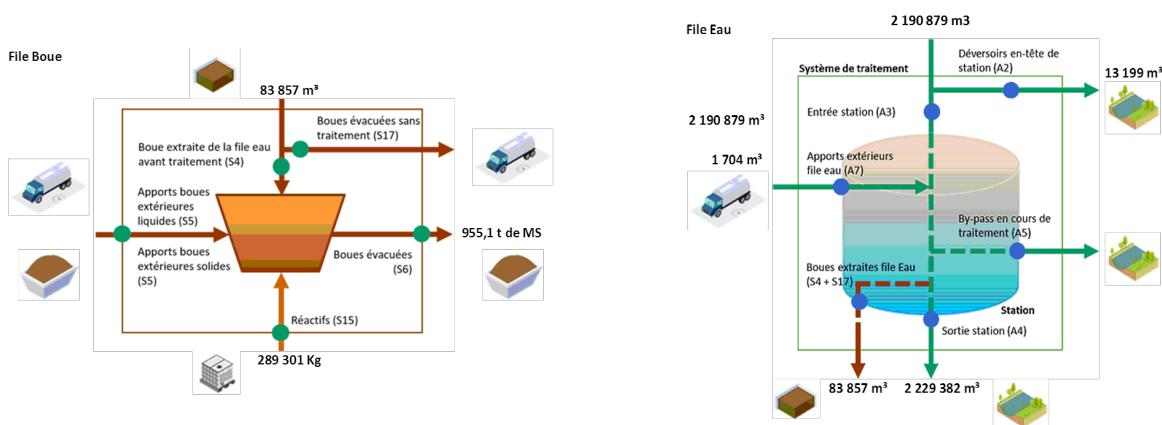 File Boue
83 857 m³
Boues évacuées sans
traitement (S17)
Boue extraite de la file eau
avant traitement (S4)
Apports boues
extérieures
liquides (S5)
Apports boues
extérieures solides
(S5)
955,1 t de MS
Boues évacuées
(S6)
Réactifs (S15)
289 301 Kg
File Eau
2 190 879 m3
Déversoirs en-tête de
station (A2)
Système de traitement
13 199 m³
Entrée station (A3)
2 190 879 m³
1 704 m³
Apports extérieurs
file eau (A7)
By-pass en cours de
traitement (A5)
Boues extraites file Eau
(S4 + S17)
Station
Sortie station (A4)
83 857 m³
2 229 382 m³